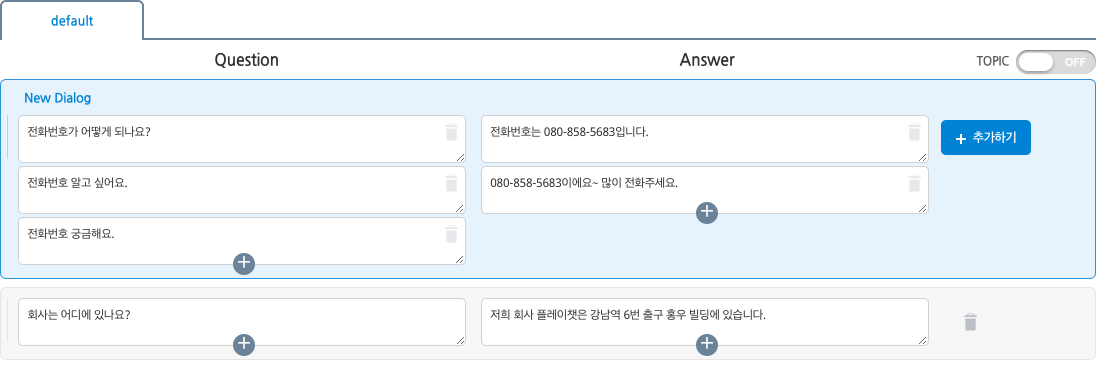 default
Question
Answer
TOPIC
OFF
New Dialog
전화번호가 어떻게 되나요?
전화번호는 080-858-5683입니다.
+ 추가하기
전화번호 알고 싶어요.
080-858-5683이에요~ 많이 전화주세요.
전화번호 궁금해요.
회사는 어디에 있나요?
저희 회사 플레이챗은 강남역 6번 출구 홍우 빌딩에 있습니다.